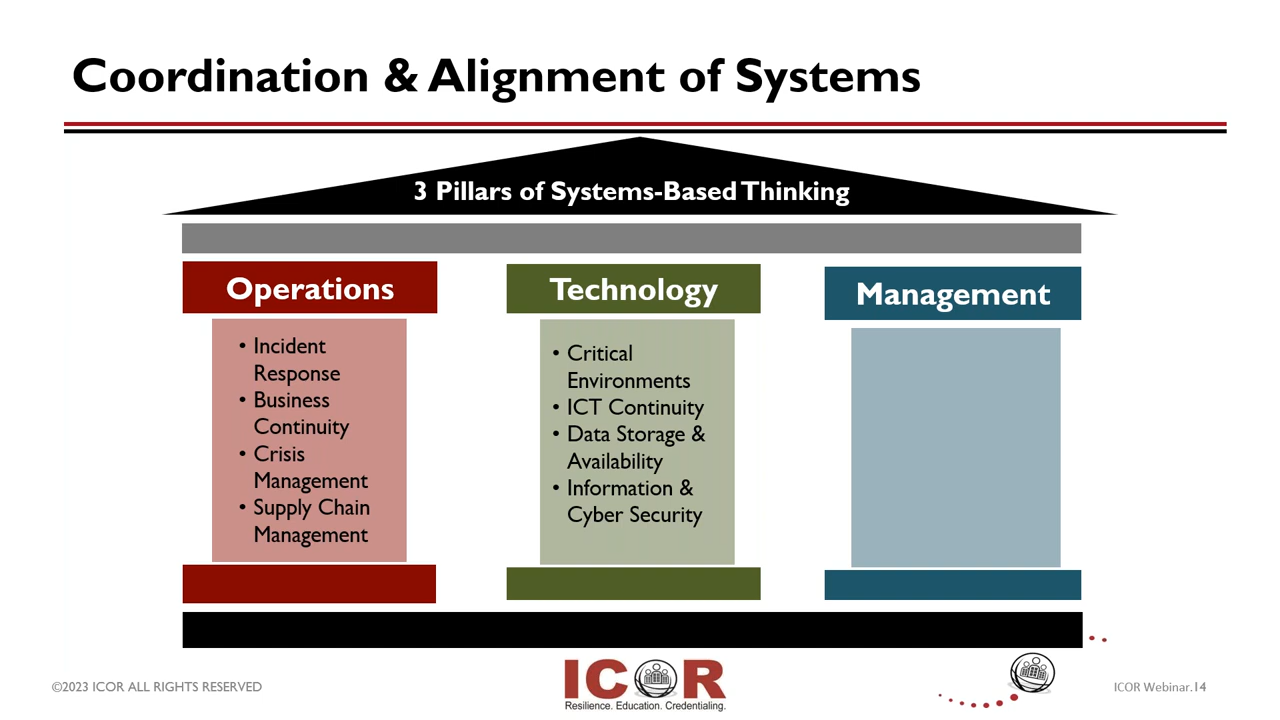 Coordination & Alignment of Systems
3 Pillars of Systems-Based Thinking
Operations
• Incident
Response
• Business
Continuity
• Crisis
Management
• Supply Chain
Management
Technology
• Critical
Environments
• ICT Continuity
• Data Storage &
Availability
• Information &
Cyber Security
Management
©2023 ICOR ALL RIGHTS RESERVED
ICOR
Resilience. Education. Credentialing.
ICOR Webinar.14